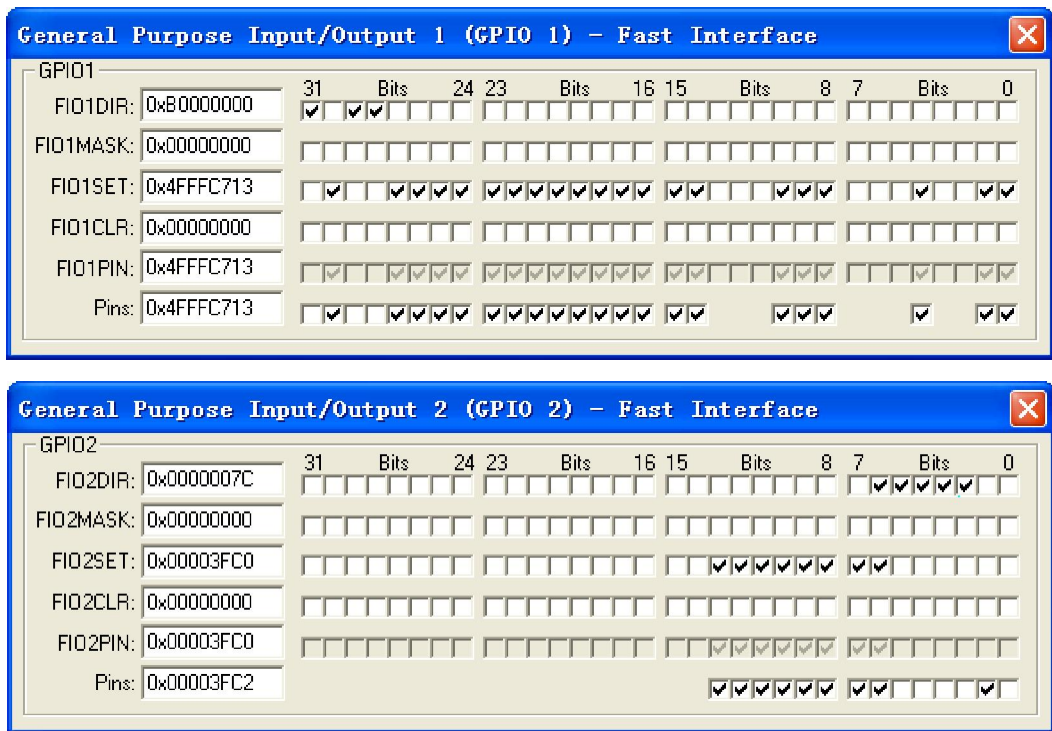 General Purpose Input/Output 1 (GPIO 1) - Fast Interface
GPIO1
31 Bits 24 23 Bits 16 15 Bits 8 7 Bits 0
FIO1DIR: 0xB0000000
FIO1MASK: 0x00000000
FIO1SET: 0x4FFFC713
FIO1CLR: 0x00000000
FIO1PIN: 0x4FFFC713
Pins: 0x4FFFC713
General Purpose Input/Output 2 (GPIO 2) - Fast Interface
GPIO2
31 Bits 24 23 Bits 16 15 Bits 8 7 Bits 0
FIO2DIR: 0x0000007C
FIO2MASK: 0x00000000
FIO2SET: 0x00003FC0
FIO2CLR: 0x00000000
FIO2PIN: 0x00003FC0
Pins: 0x00003FC2